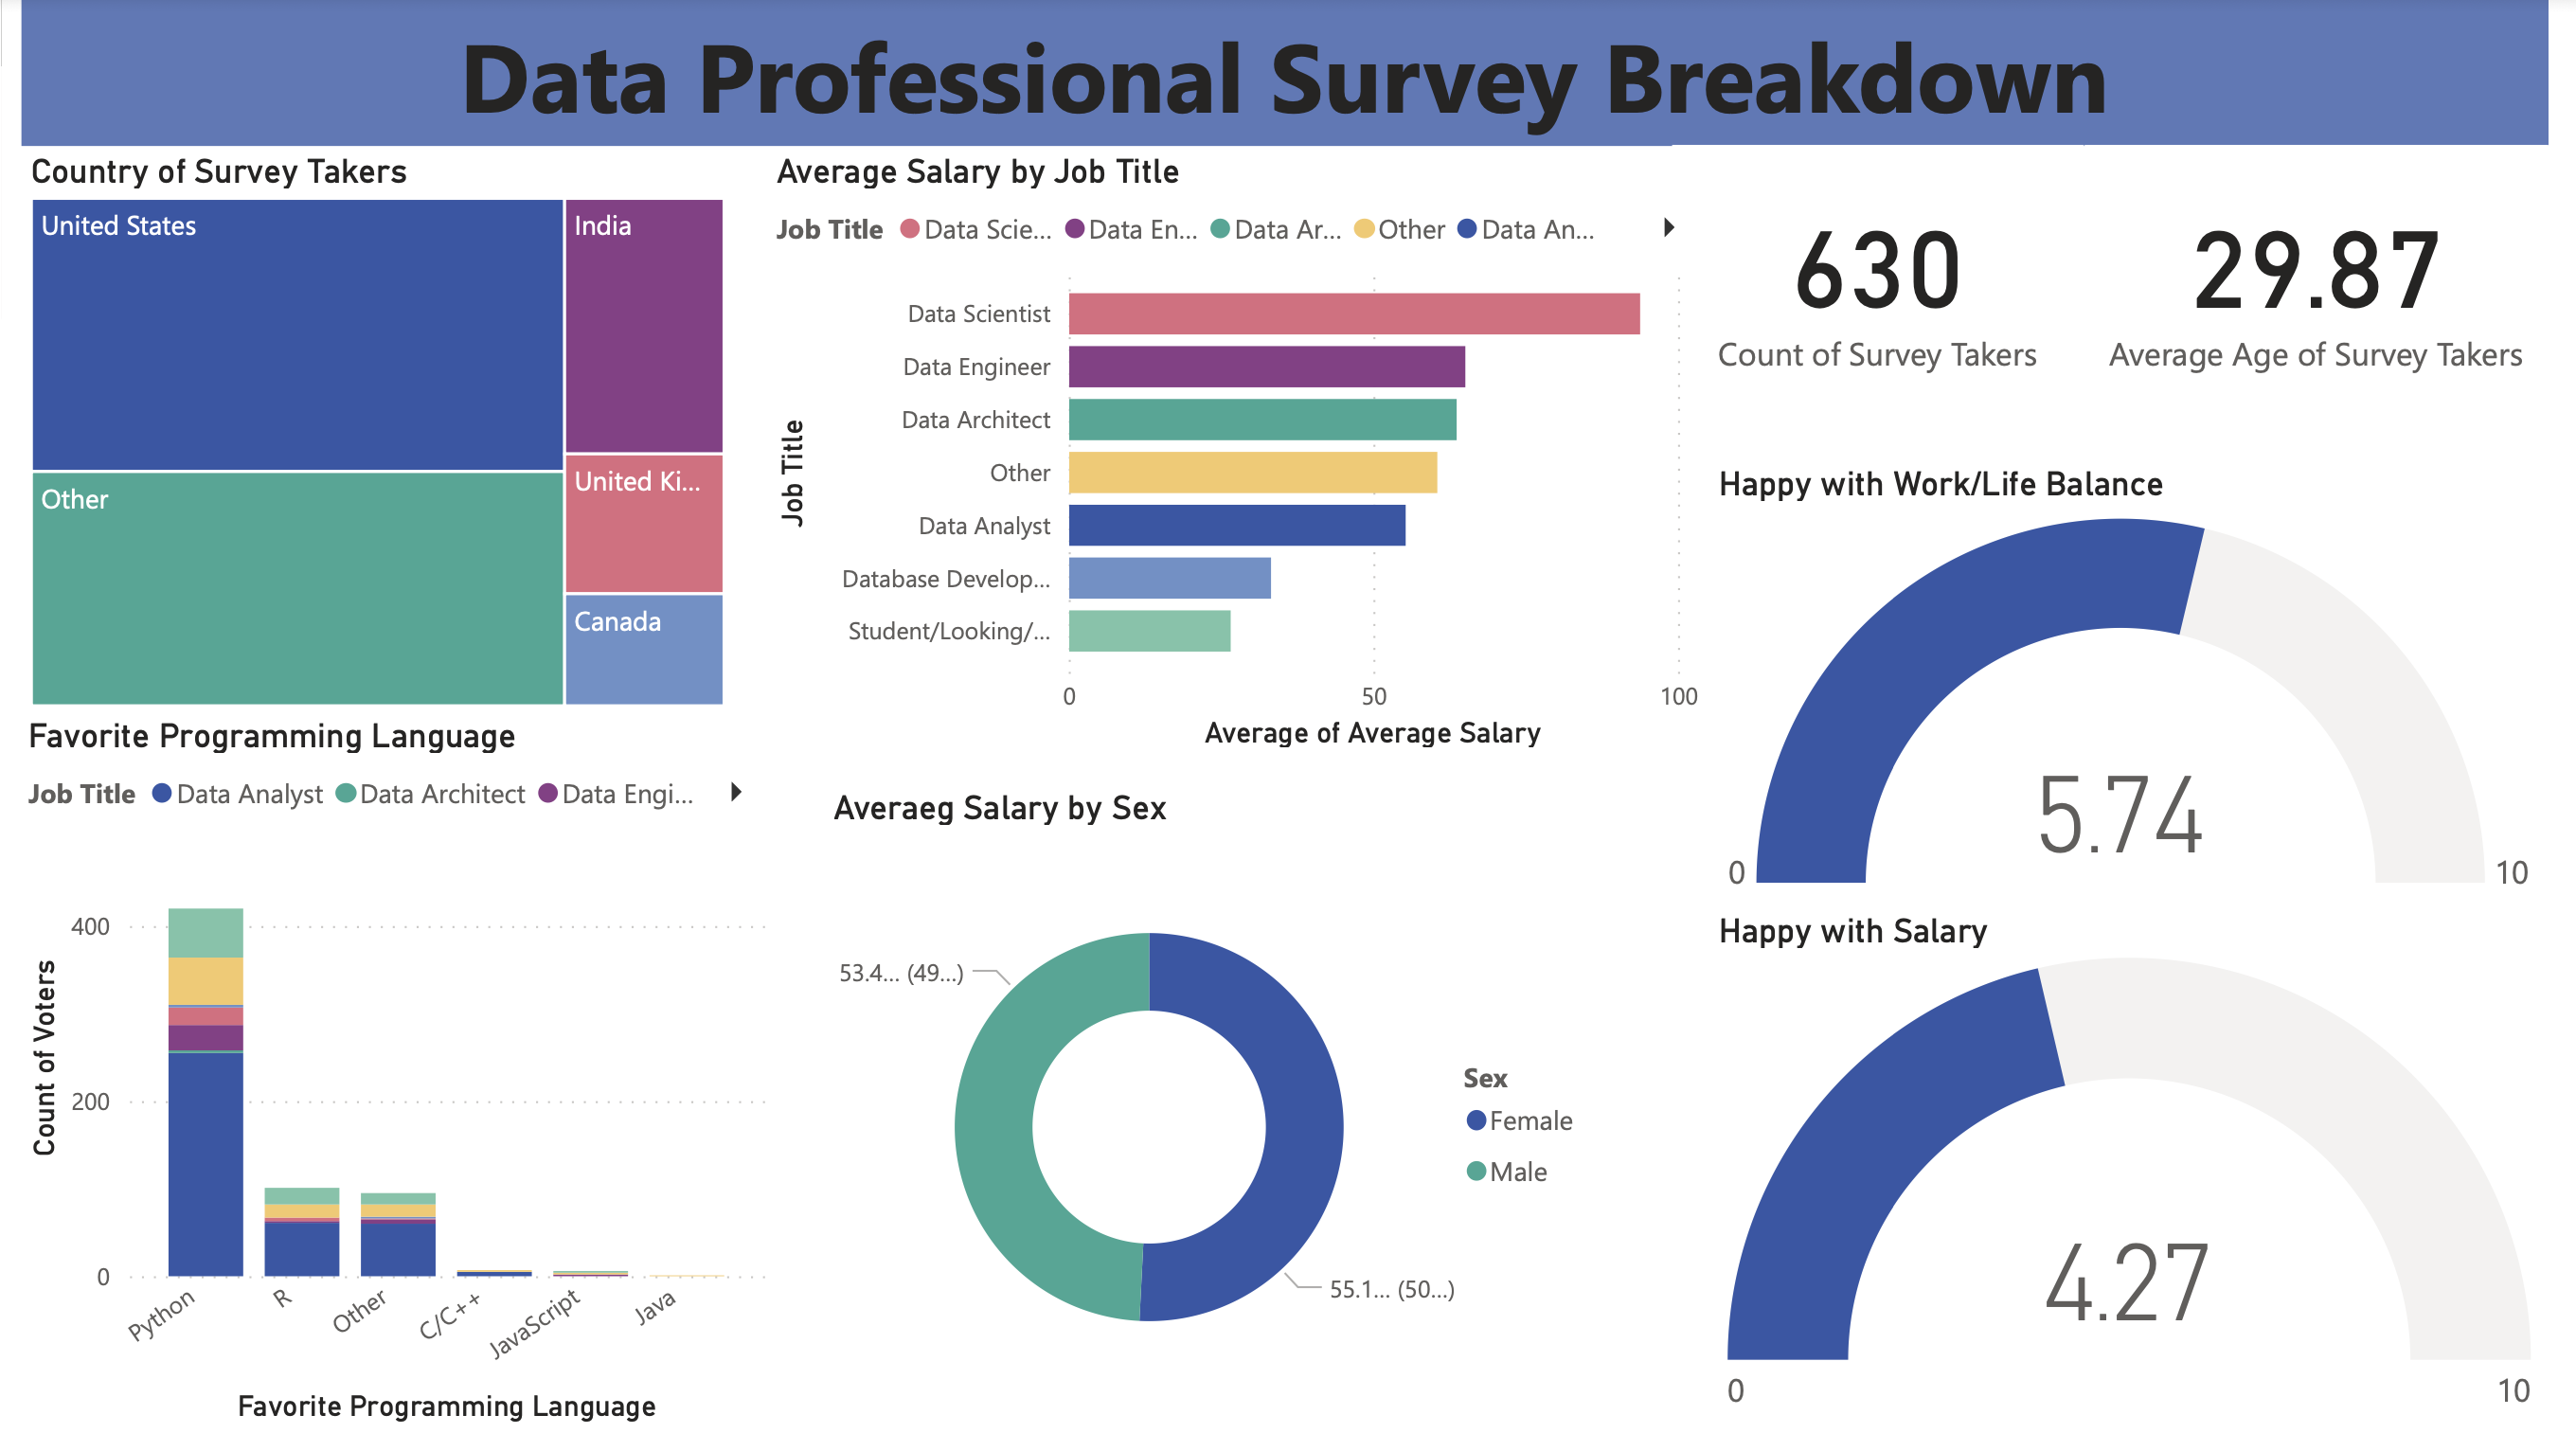 Data Professional Survey Breakdown
Country of Survey Takers
United States
India
Other
United Ki...
Canada
Average Salary by Job Title
Job Title Data Scie... Data En... Data Ar... Other Data An...
Job Title
Data Scientist
Data Engineer
Data Architect
Other
Data Analyst
Database Develop...
Student/Looking/...
0 50 100
Average of Average Salary
630
Count of Survey Takers
29.87
Average Age of Survey Takers
Happy with Work/Life Balance
5.74
0 10
Favorite Programming Language
Job Title Data Analyst Data Architect Data Engi...
Count of Voters
400
200
0
Python R Other C/C++ JavaScript Java
Favorite Programming Language
Averaeg Salary by Sex
53.4... (49...)
55.1... (50...)
Sex
Female
Male
Happy with Salary
4.27
0 10